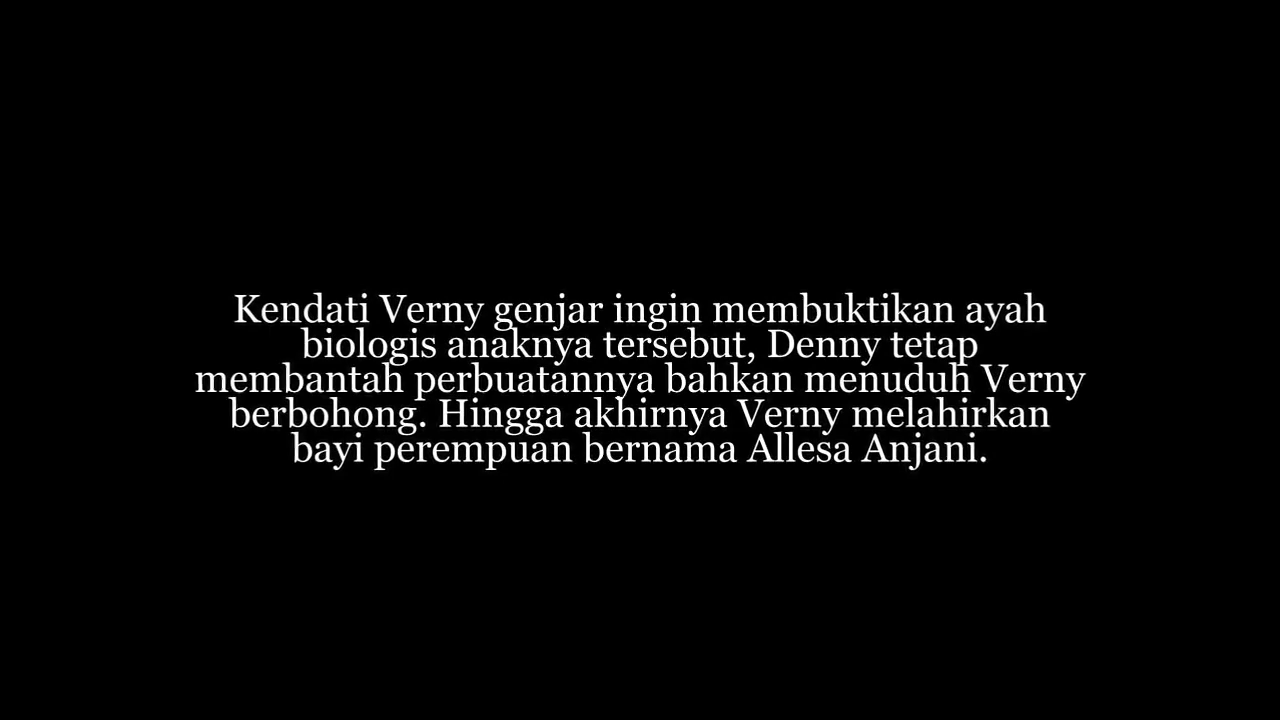 Kendati Verny genjar ingin membuktikan ayah
biologis anaknya tersebut, Denny tetap
membantah perbuatannya bahkan menuduh Verny
berbohong. Hingga akhirnya Verny melahirkan
bayi perempuan bernama Allesa Anjani.